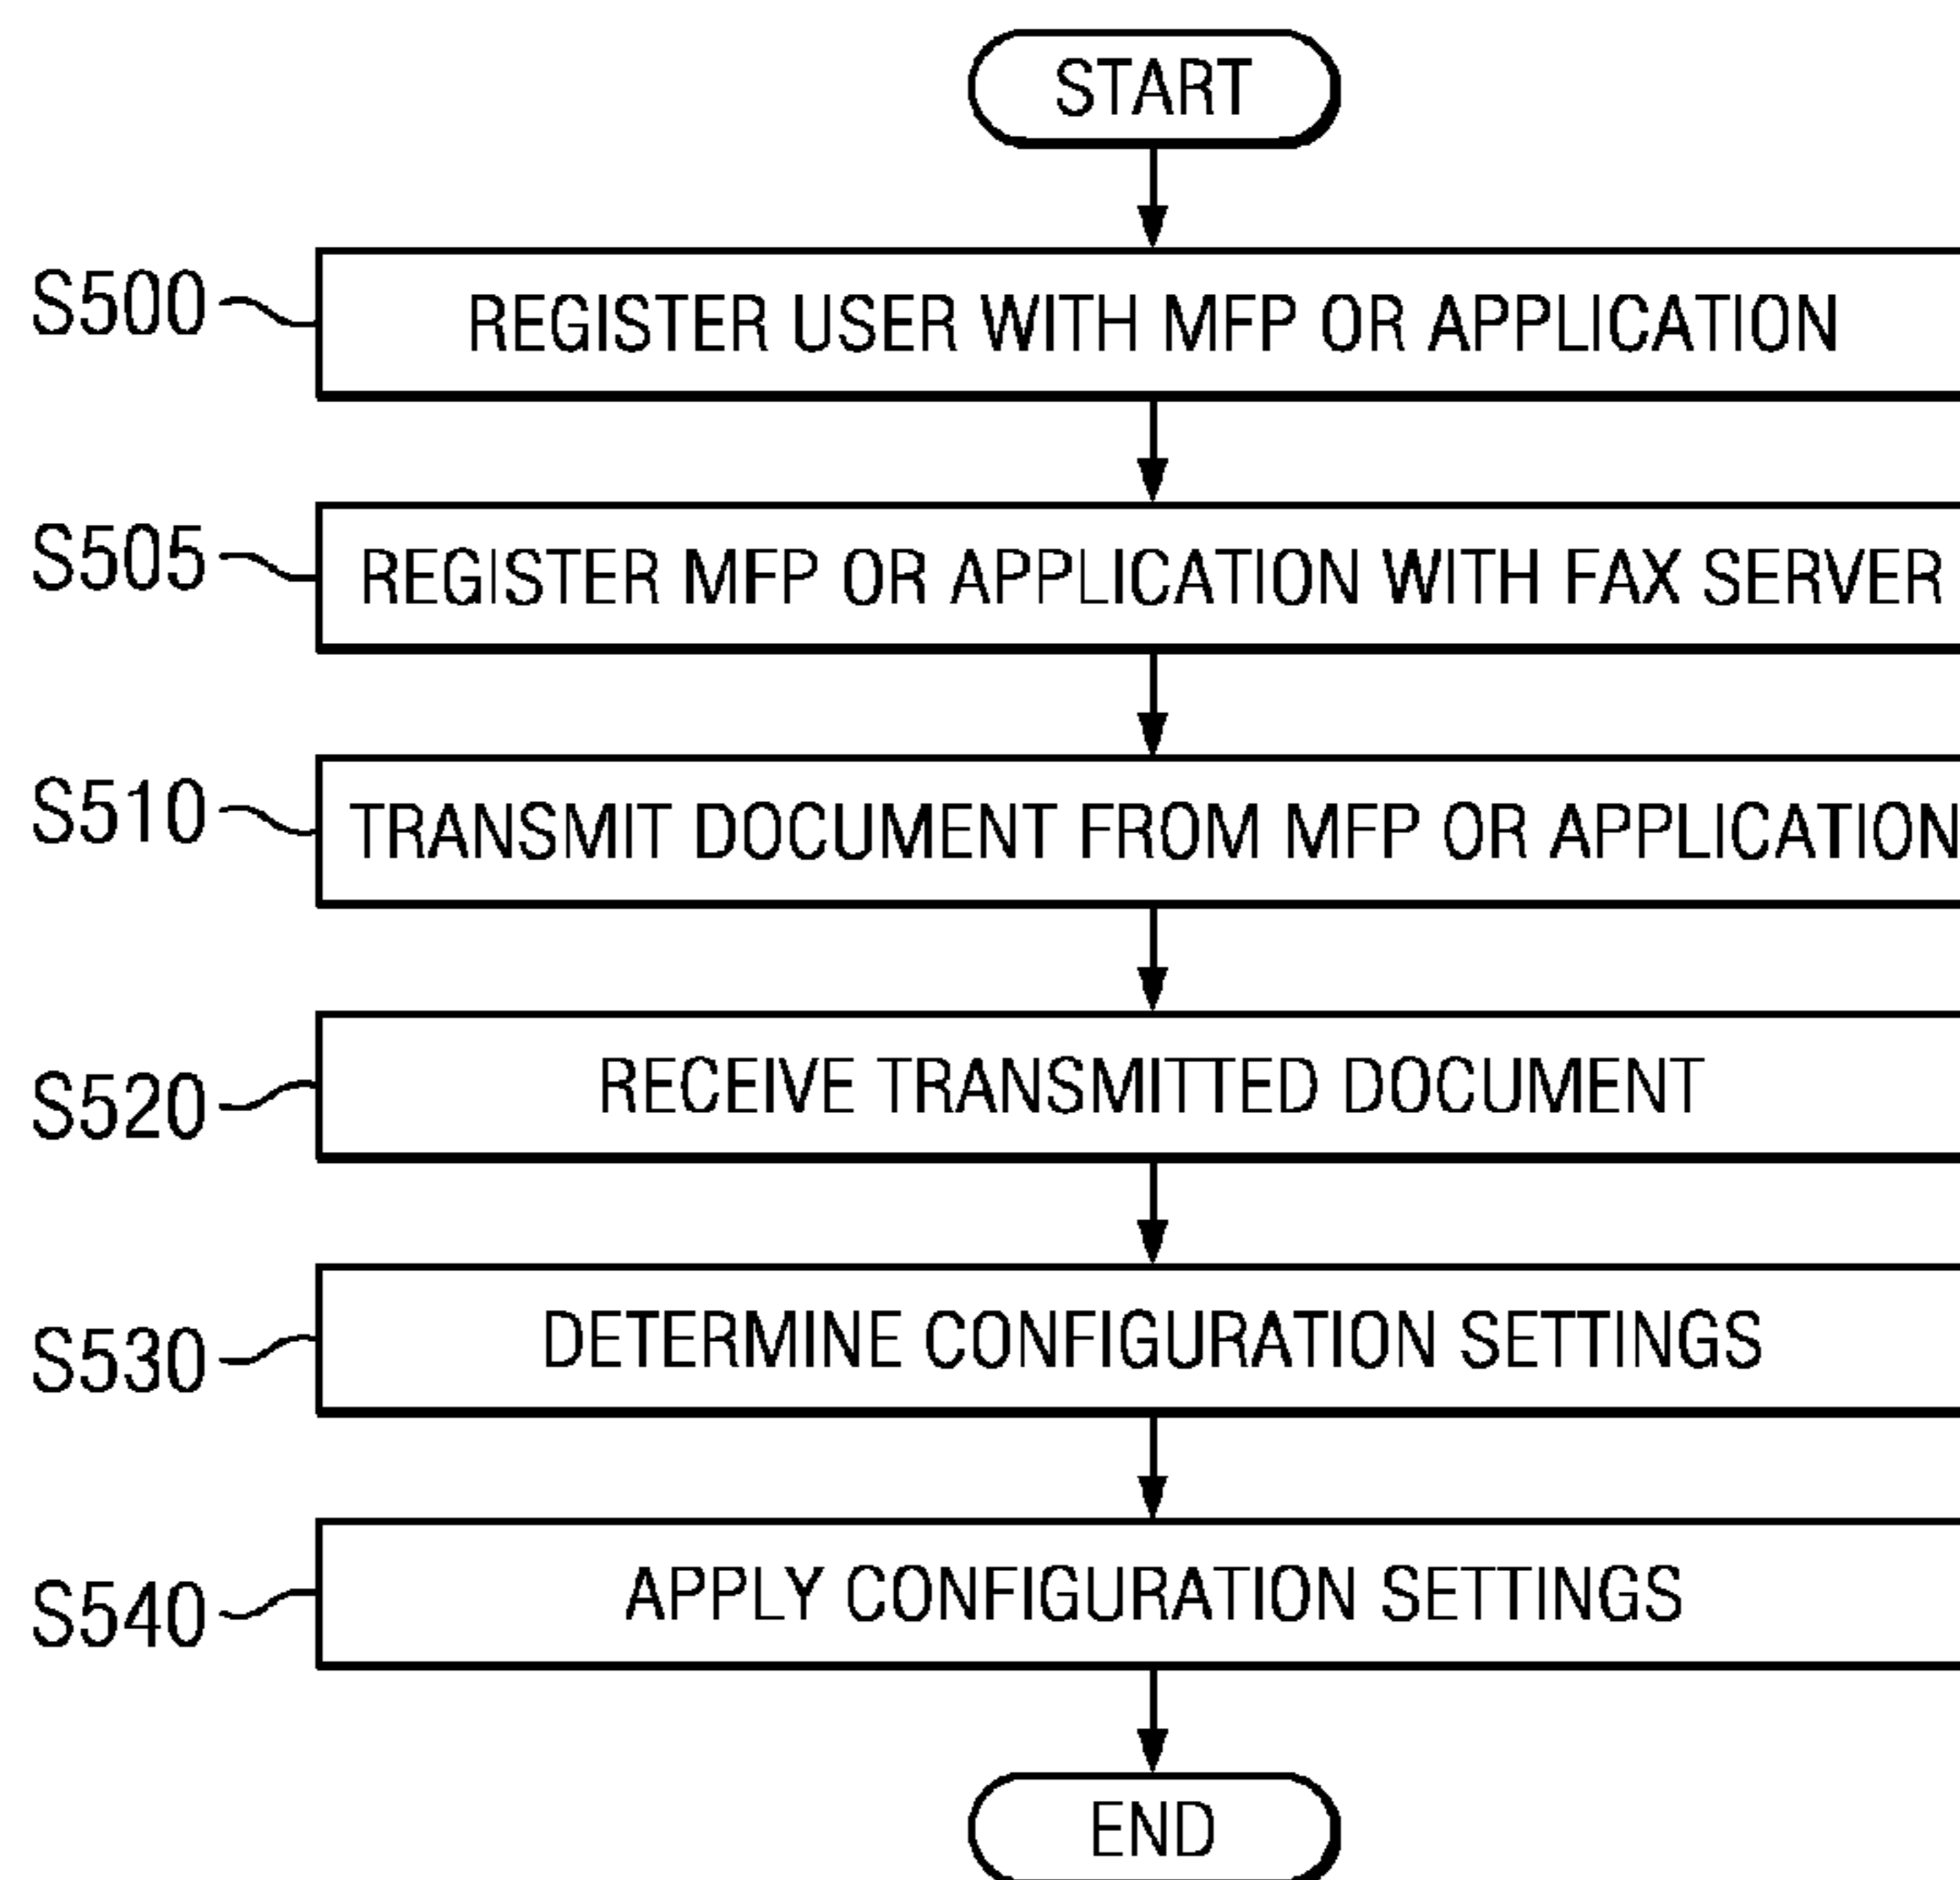 START
S500 REGISTER USER WITH MFP OR APPLICATION
S505 REGISTER MFP OR APPLICATION WITH FAX SERVER
S510 TRANSMIT DOCUMENT FROM MFP OR APPLICATION
S520 RECEIVE TRANSMITTED DOCUMENT
S530 DETERMINE CONFIGURATION SETTINGS
S540 APPLY CONFIGURATION SETTINGS
END